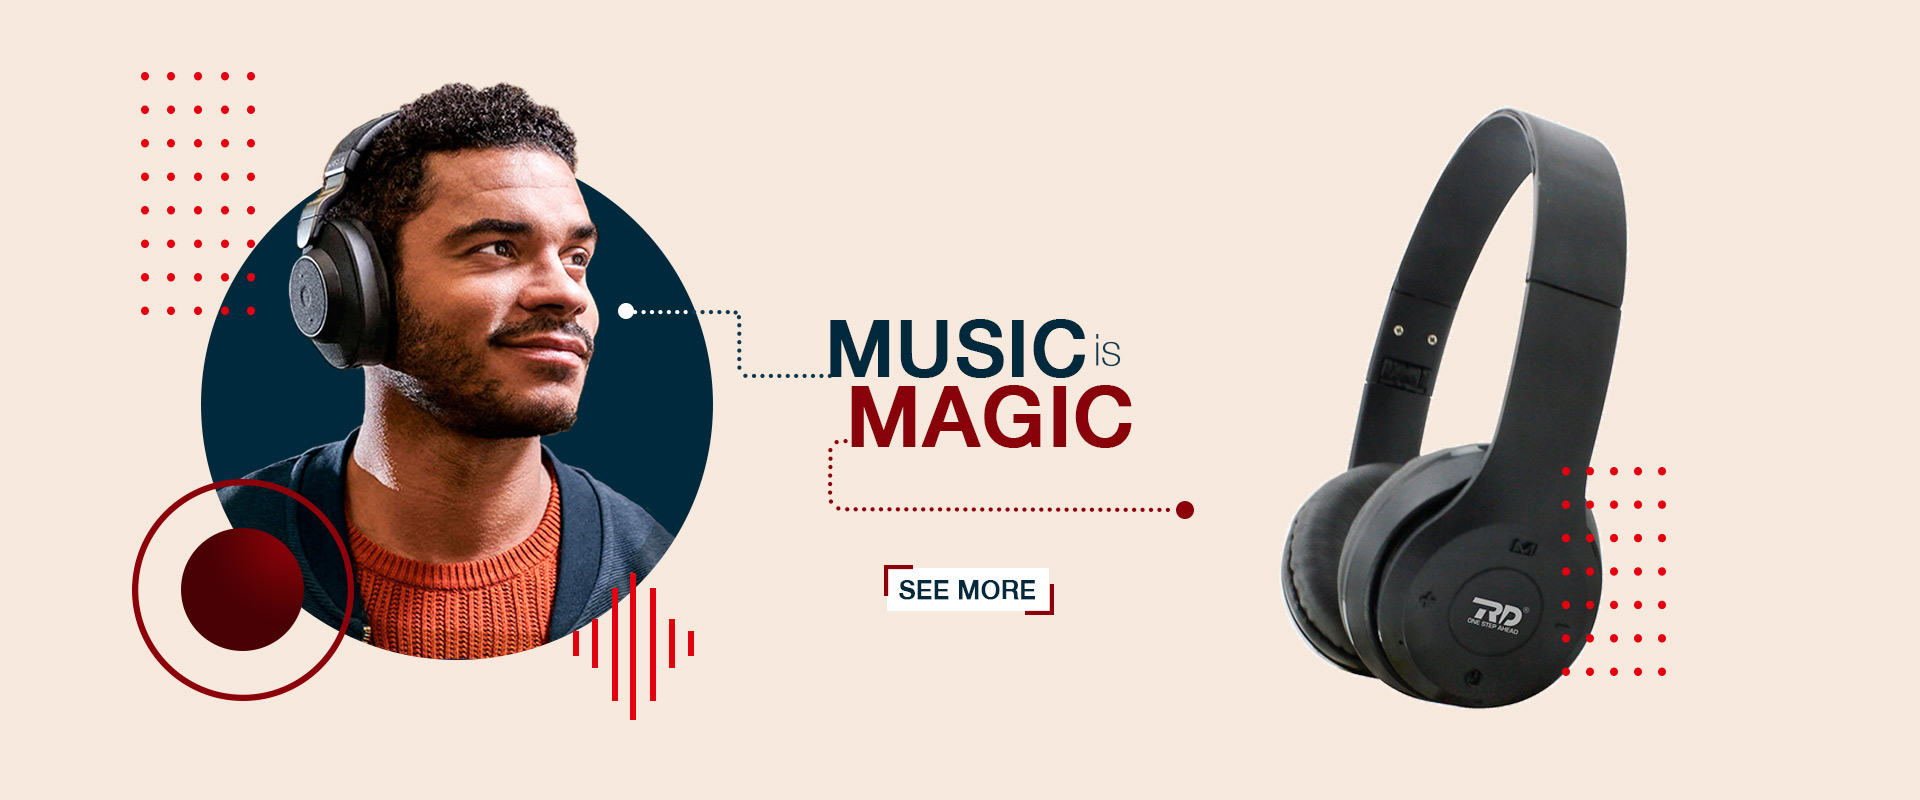 MUSIC is
MAGIC
SEE MORE
RD®
ONE STEP AHEAD